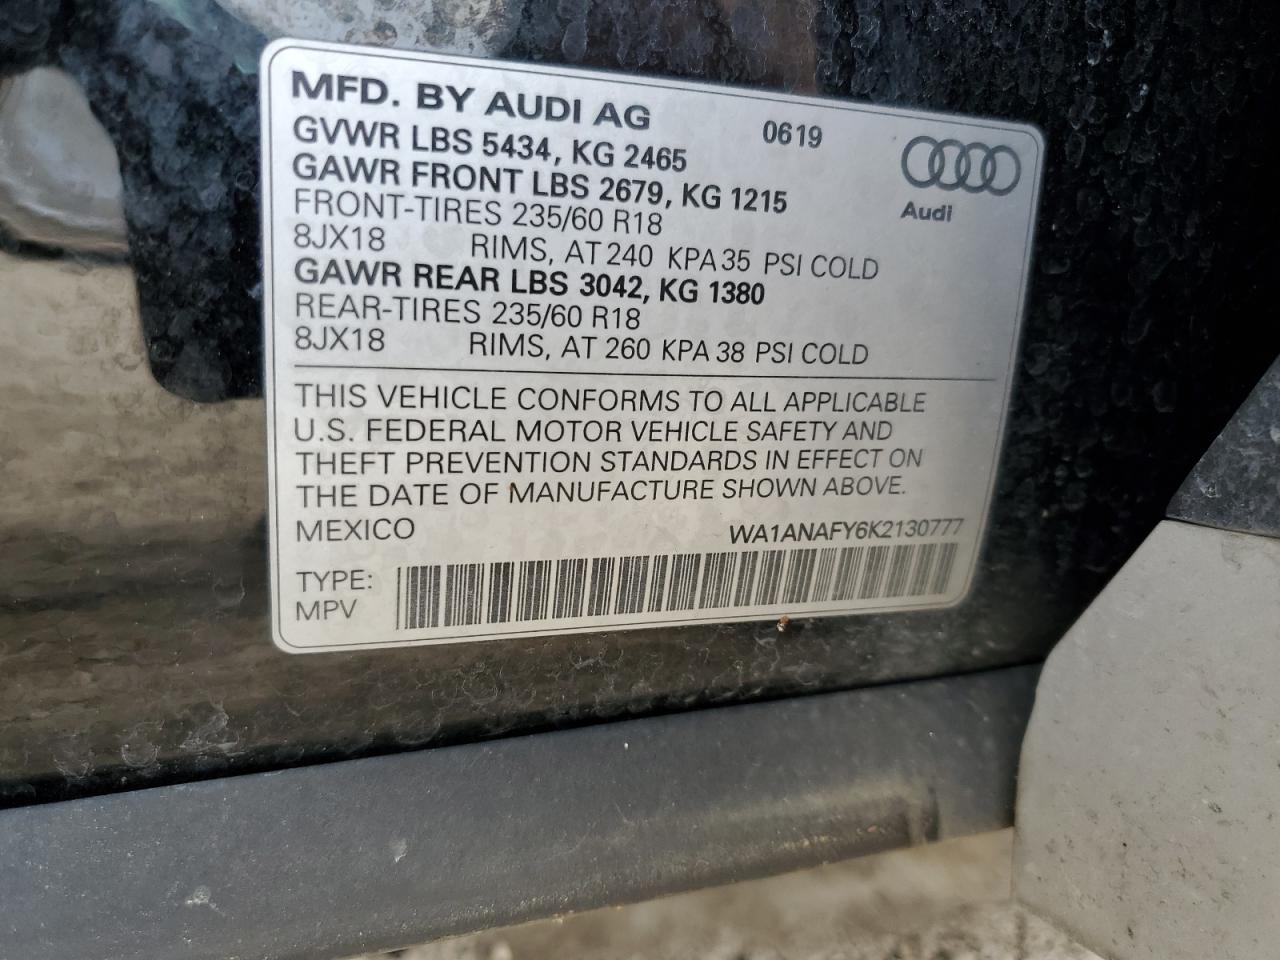 MFD. BY AUDI AG
0619
GVWR LBS 5434, KG 2465
GAWR FRONT LBS 2679, KG 1215
FRONT-TIRES 235/60 R18
8JX18 RIMS, AT 240 KPA 35 PSI COLD
GAWR REAR LBS 3042, KG 1380
REAR-TIRES 235/60 R18
8JX18 RIMS, AT 260 KPA 38 PSI COLD
Audi
THIS VEHICLE CONFORMS TO ALL APPLICABLE
U.S. FEDERAL MOTOR VEHICLE SAFETY AND
THEFT PREVENTION STANDARDS IN EFFECT ON
THE DATE OF MANUFACTURE SHOWN ABOVE.
MEXICO WA1ANAFY6K2130777
TYPE:
MPV